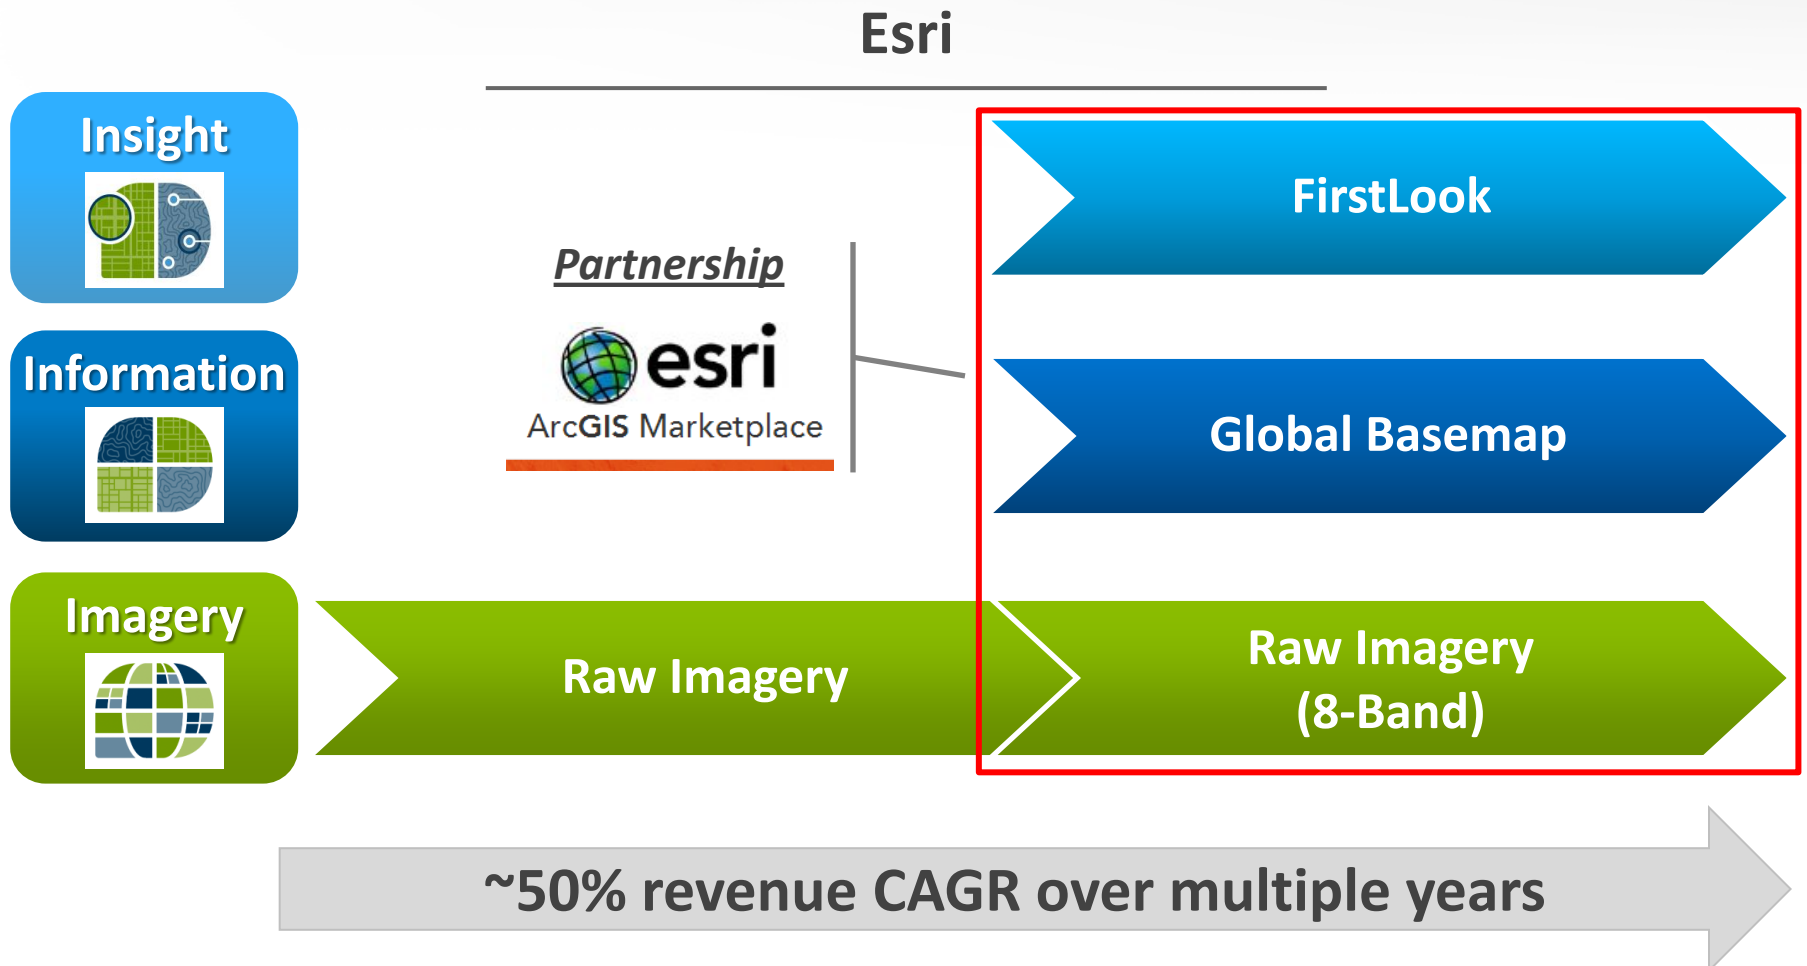 Esri
Insight
FirstLook
Partnership
esri
ArcGIS Marketplace
Information
Global Basemap
Imagery
Raw Imagery
Raw Imagery
(8-Band)
~50% revenue CAGR over multiple years